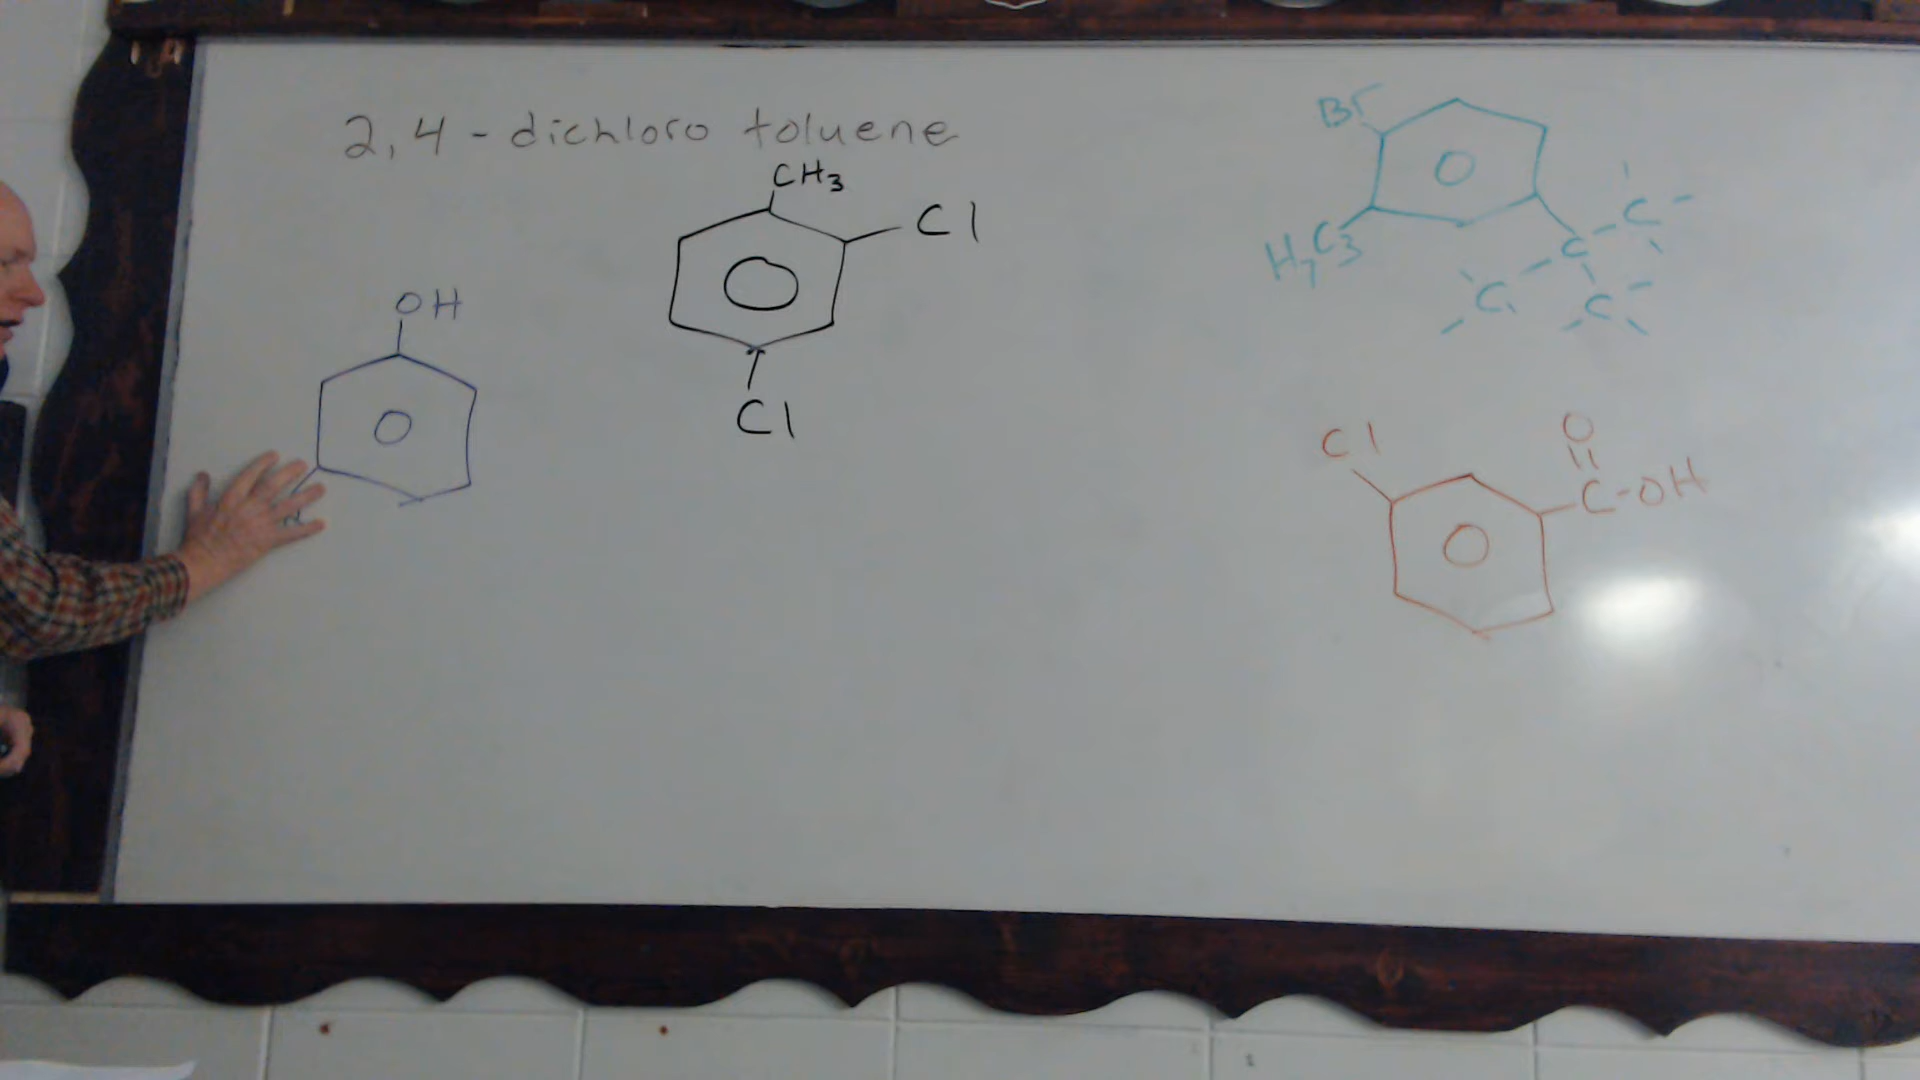 2,4 - dichloro toluene
CH3
Cl
Cl
OH
Br
H7C3
C
C
C
C
Cl
O
C-OH